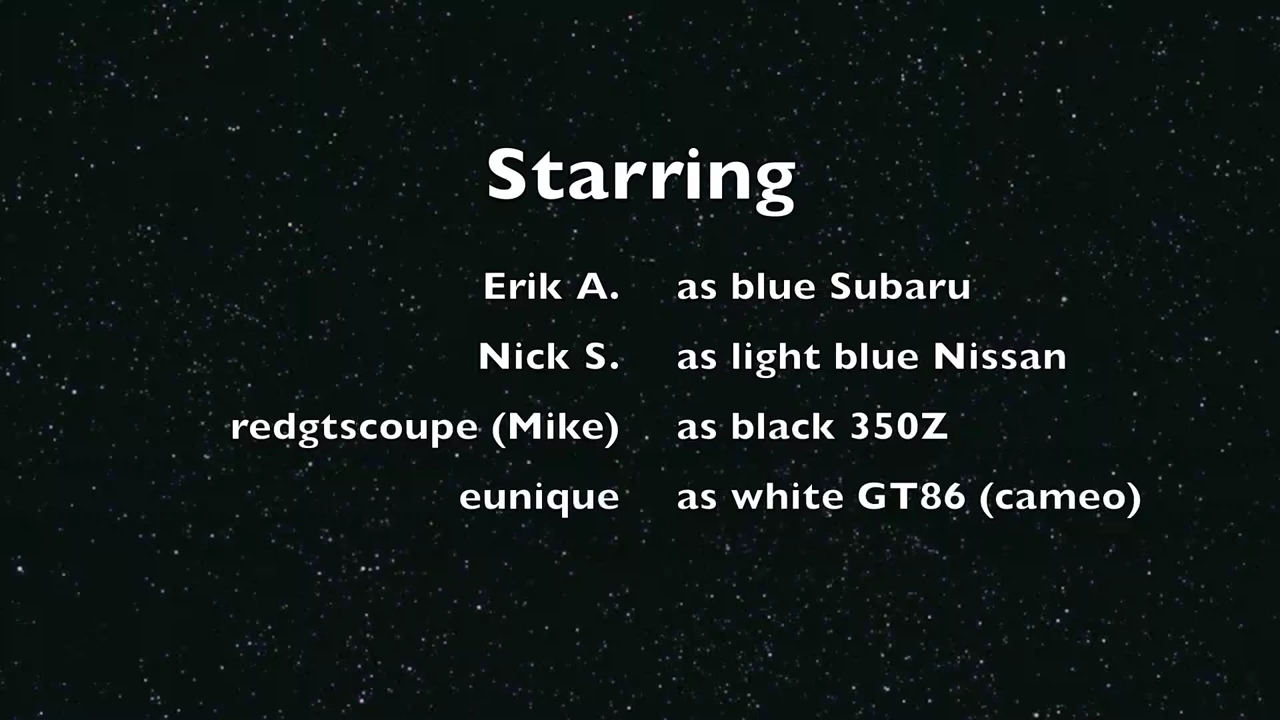 Starring
Erik A. as blue Subaru
Nick S. as light blue Nissan
redgtscoupe (Mike) as black 350Z
eunique as white GT86 (cameo)